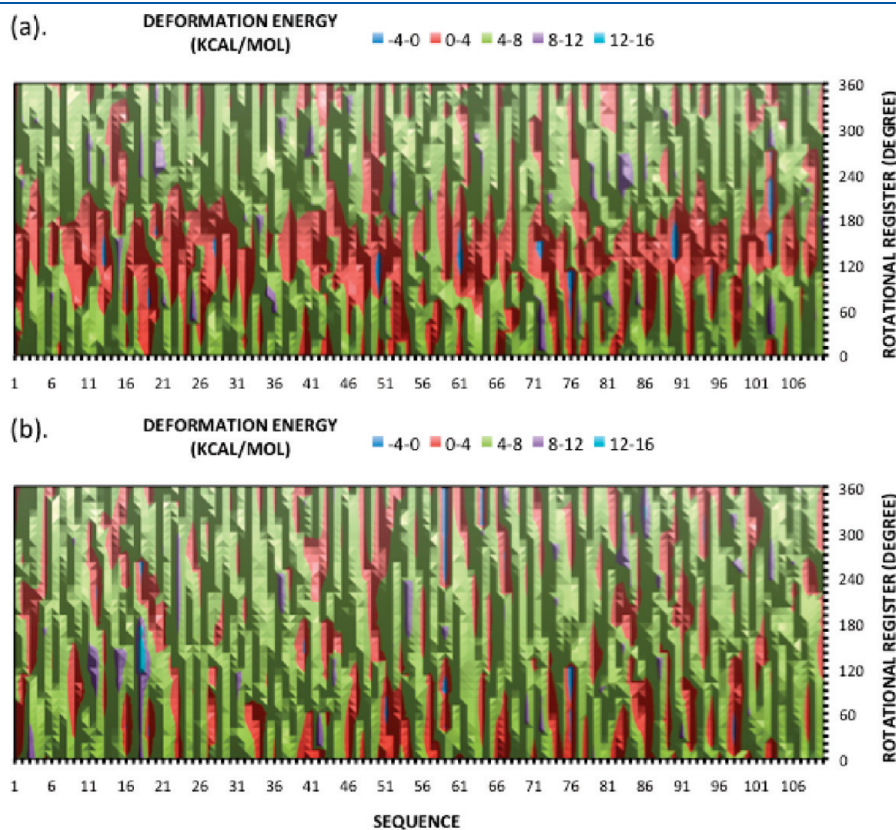 (a).
DEFORMATION ENERGY
(KCAL/MOL)
-4-0 0-4 4-8 8-12 12-16
360
300
240
180
120
60
0
ROTATIONAL REGISTER (DEGREE)
1 6 11 16 21 26 31 36 41 46 51 56 61 66 71 76 81 86 91 96 101 106
(b).
DEFORMATION ENERGY
(KCAL/MOL)
-4-0 0-4 4-8 8-12 12-16
360
300
240
180
120
60
0
ROTATIONAL REGISTER (DEGREE)
1 6 11 16 21 26 31 36 41 46 51 56 61 66 71 76 81 86 91 96 101 106
SEQUENCE